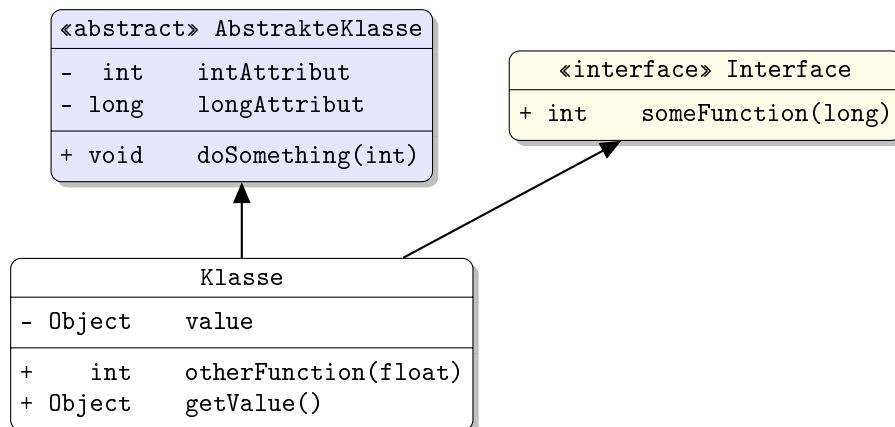 «abstract» AbstrakteKlasse
- int intAttribut
- long longAttribut
+ void doSomething(int)
«interface» Interface
+ int someFunction(long)
Klasse
- Object value
+ int otherFunction(float)
+ Object getValue()